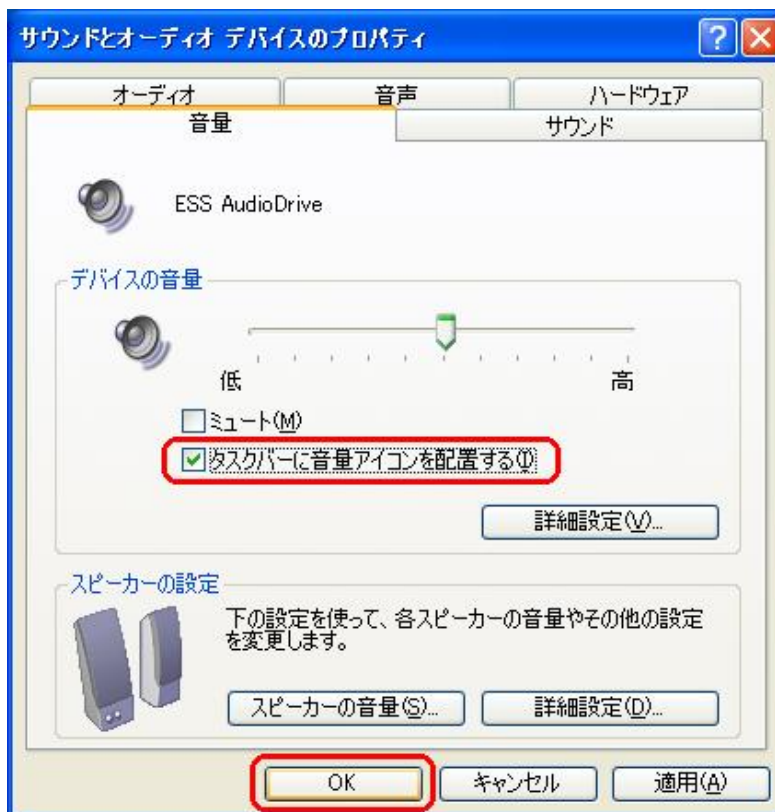 サウンドとオーディオ デバイスのプロパティ
オーディオ
音声
ハードウェア
音量
サウンド
ESS AudioDrive
デバイスの音量
低
高
ミュート(M)
タスクバーに音量アイコンを配置する(I)
詳細設定(V)...
スピーカーの設定
下の設定を使って、各スピーカーの音量やその他の設定
を変更します。
スピーカーの音量(S)...
詳細設定(D)...
OK
キャンセル
適用(A)